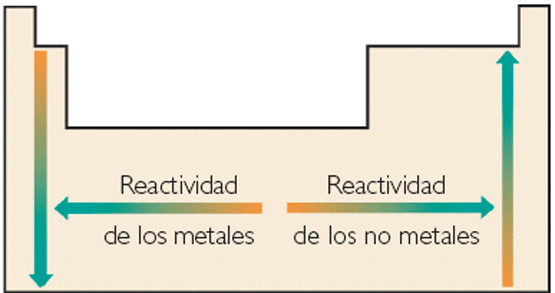 Reactividad
de los metales
Reactividad
de los no metales